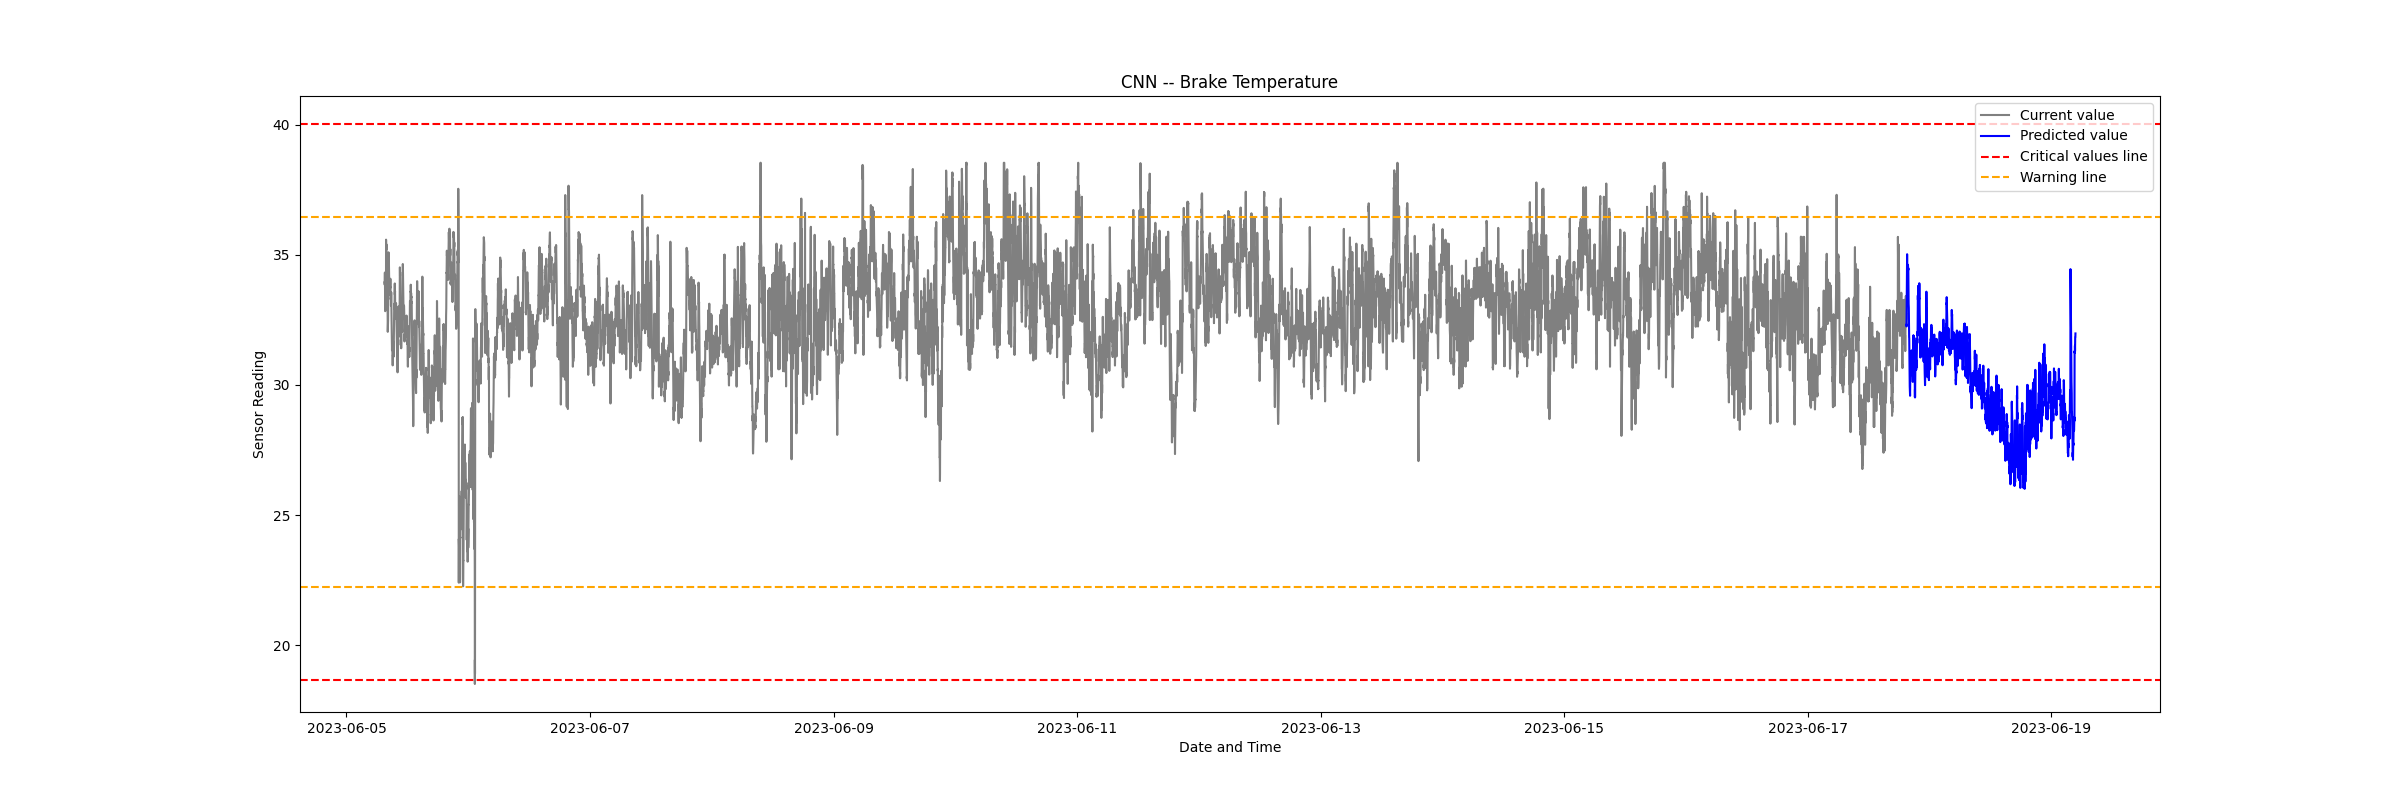 CNN -- Brake Temperature
Current value
Predicted value
Critical values line
Warning line
40
35
30
25
20
Sensor Reading
2023-06-05
2023-06-07
2023-06-09
2023-06-11
2023-06-13
2023-06-15
2023-06-17
2023-06-19
Date and Time